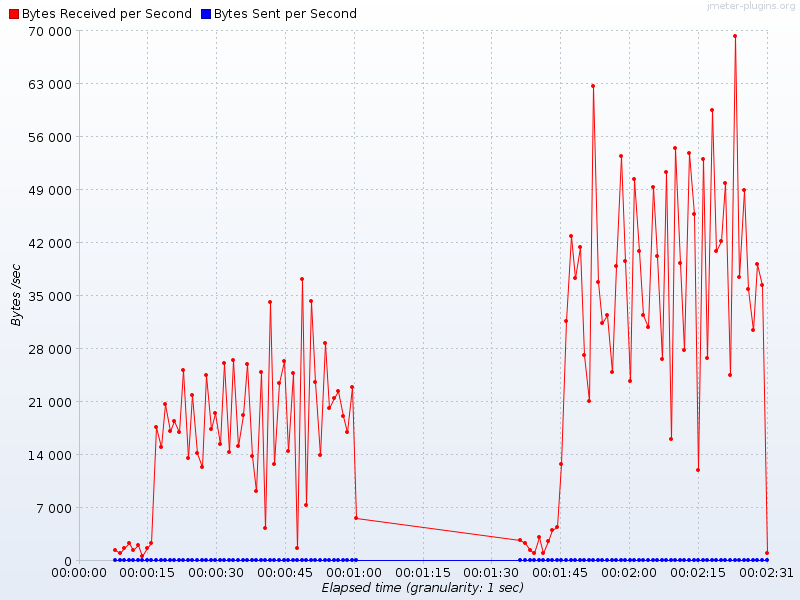 jmeter-plugins.org
Bytes Received per Second Bytes Sent per Second
70 000
63 000
56 000
49 000
42 000
35 000
28 000
21 000
14 000
7 000
0
Bytes /sec
00:00:00 00:00:15 00:00:30 00:00:45 00:01:00 00:01:15 00:01:30 00:01:45 00:02:00 00:02:15 00:02:31
Elapsed time (granularity: 1 sec)